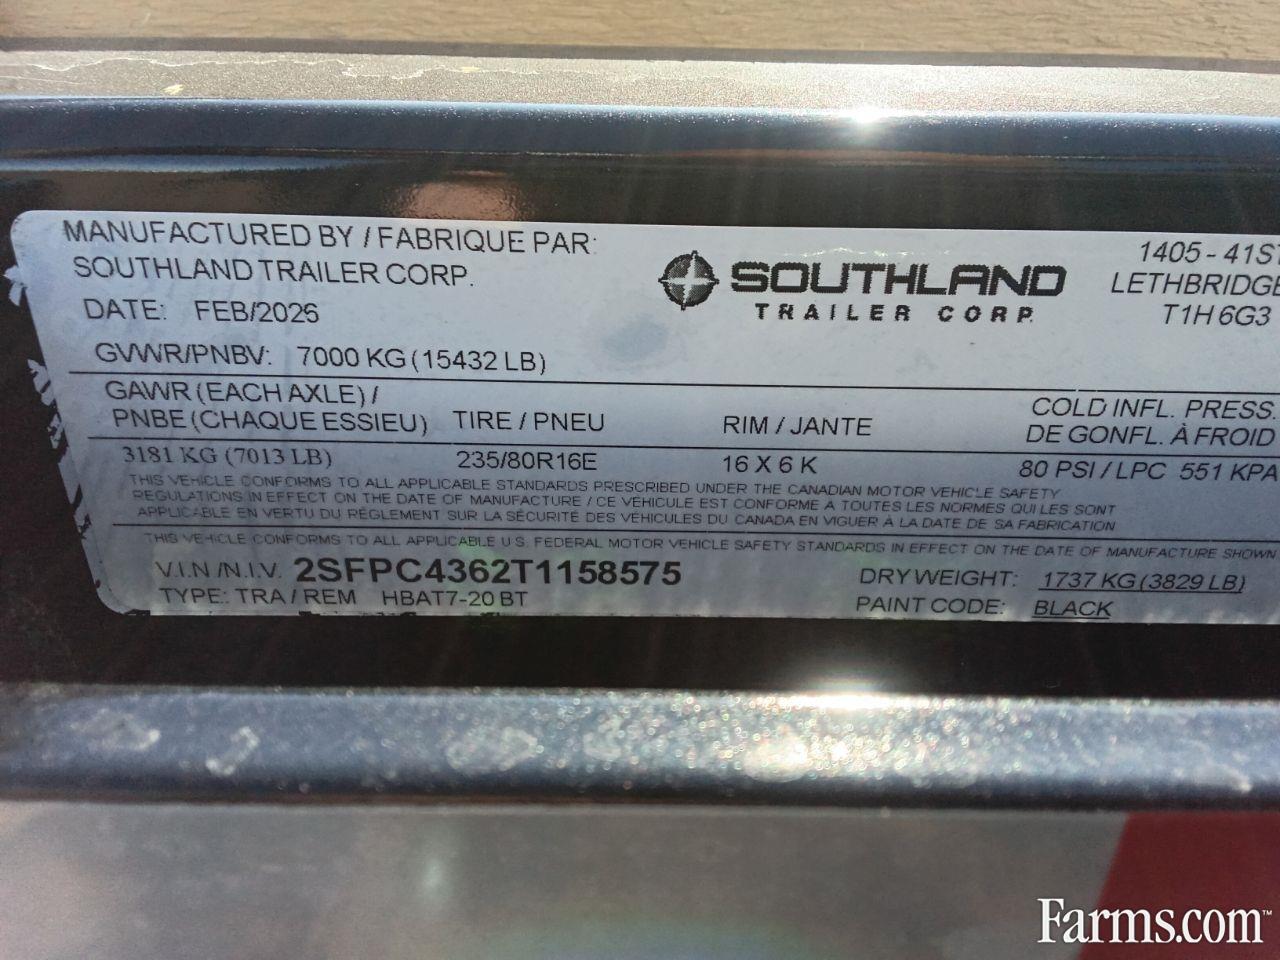 MANUFACTURED BY / FABRIQUE PAR:
SOUTHLAND TRAILER CORP.
DATE: FEB/2026
GVWR/PNBV: 7000 KG (15432 LB)
SOUTHLAND
TRAILER CORP.
1405 - 41ST
LETHBRIDGE
T1H 6G3
GAWR (EACH AXLE) /
PNBE (CHAQUE ESSIEU) TIRE / PNEU RIM / JANTE
COLD INFL. PRESS.
DE GONFL. À FROID
3181 KG (7013 LB) 235/80R16E 16 X 6 K 80 PSI / LPC 551 KPA
THIS VEHICLE CONFORMS TO ALL APPLICABLE STANDARDS PRESCRIBED UNDER THE CANADIAN MOTOR VEHICLE SAFETY
REGULATIONS IN EFFECT ON THE DATE OF MANUFACTURE / CE VÉHICULE EST CONFORME A TOUTES LES NORMES QUI LES SONT
APPLICABLE EN VERTU DU RÈGLEMENT SUR LA SÉCURITÉ DES VÉHICULES DU CANADA EN VIGUER À LA DATE DE SA FABRICATION
THIS VEHICLE CONFORMS TO ALL APPLICABLE U.S. FEDERAL MOTOR VEHICLE SAFETY STANDARDS IN EFFECT ON THE DATE OF MANUFACTURE SHOWN
V.I.N /N.I.V. 2SFPC4362T1158575
TYPE: TRA / REM HBAT7-20 BT
DRY WEIGHT: 1737 KG (3829 LB)
PAINT CODE: BLACK
Farms.com™